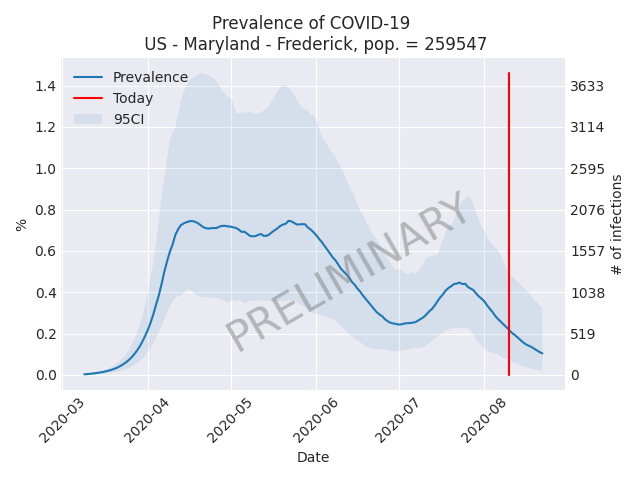 Prevalence of COVID-19
US - Maryland - Frederick, pop. = 259547
Prevalence
Today
95CI
PRELIMINARY
%
1.4
1.2
1.0
0.8
0.6
0.4
0.2
0.0
3633
3114
2595
2076
1557
1038
519
0
# of infections
2020-03
2020-04
2020-05
2020-06
2020-07
2020-08
Date